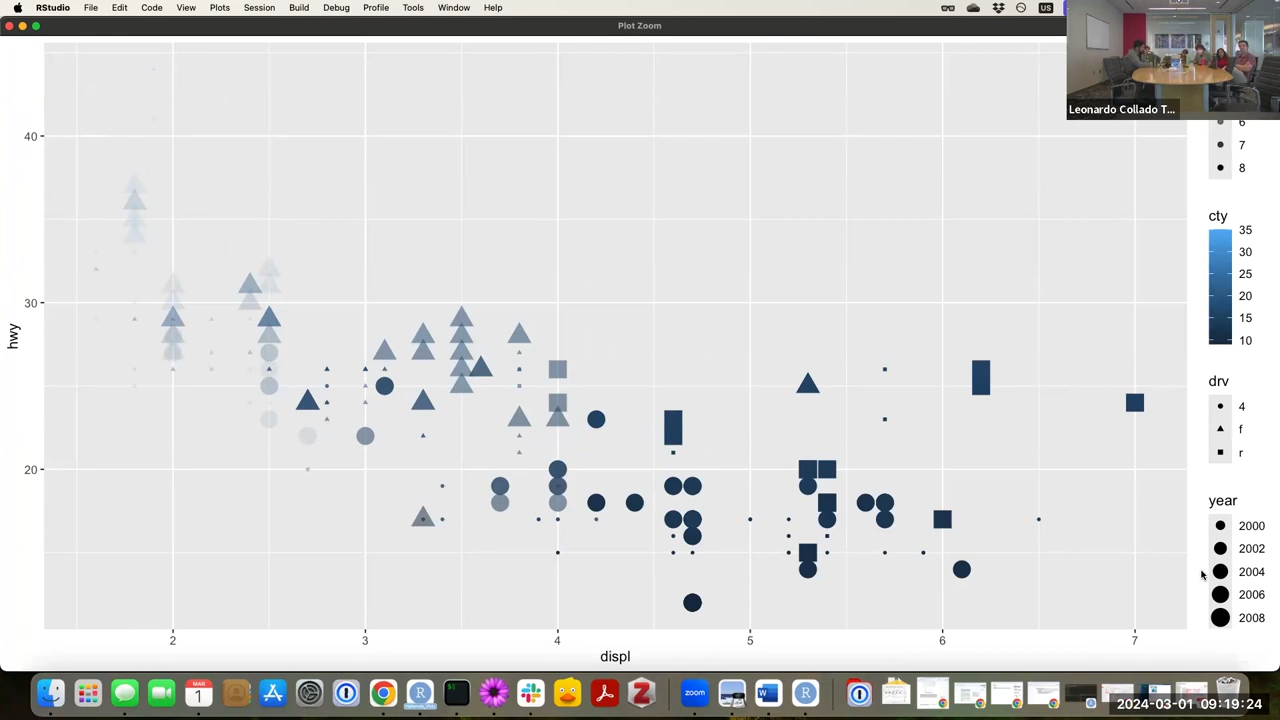 RStudio File Edit Code View Plots Session Build Debug Profile Tools Window Help US
Plot Zoom
Leonardo Collado T...
6
7
8
cty
35
30
25
20
15
10
drv
4
f
r
year
2000
2002
2004
2006
2008
40
30
20
hwy
2 3 4 5 6 7
displ
MAR
1
2024-03-01 09:19:24